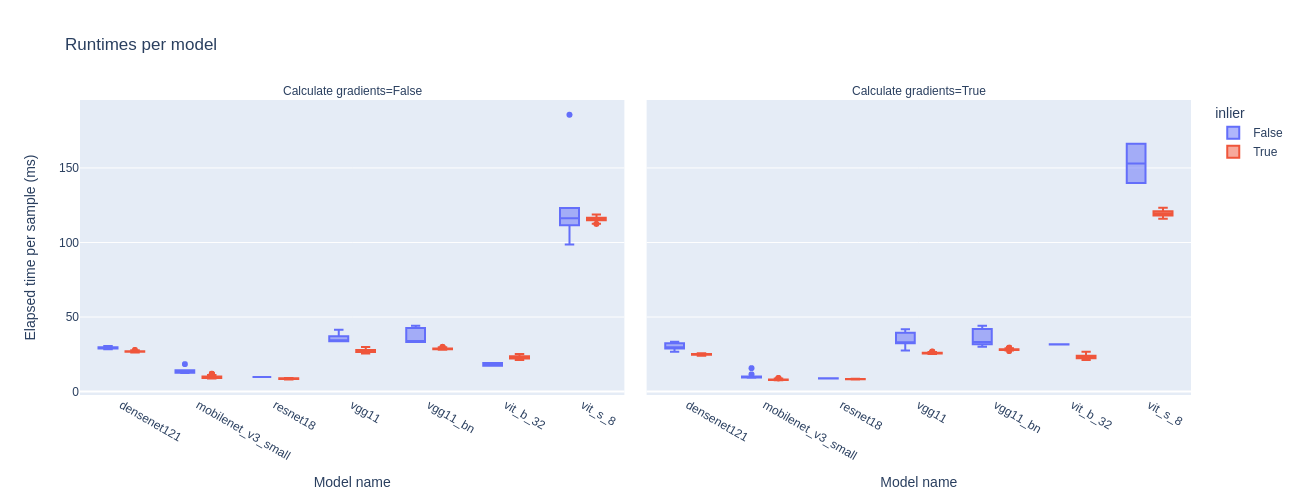 Runtimes per model
Calculate gradients=False
Calculate gradients=True
inlier
False
True
Elapsed time per sample (ms)
150
100
50
0
densenet121
mobilenet_v3_small
resnet18
vgg11
vgg11_bn
vit_b_32
vit_s_8
densenet121
mobilenet_v3_small
resnet18
vgg11
vgg11_bn
vit_b_32
vit_s_8
Model name
Model name